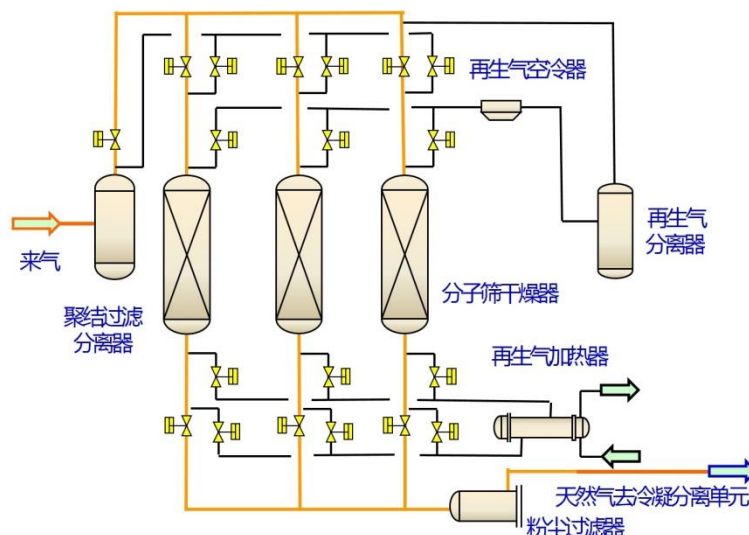 再生气空冷器
来气
再生气
分离器
分子筛干燥器
聚结过滤
分离器
再生气加热器
天然气去冷凝分离单元
粉尘过滤器